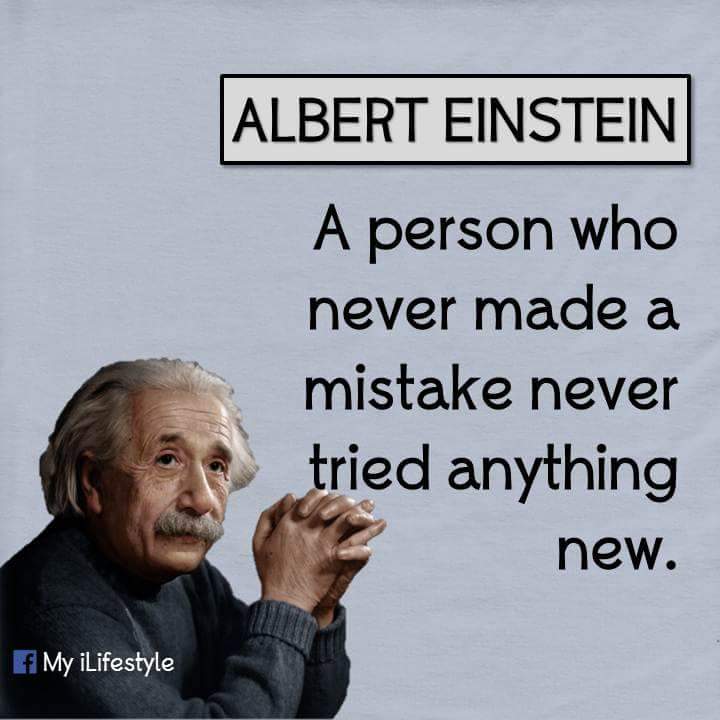 ALBERT EINSTEIN
A person who
never made a
mistake never
tried anything
new.
My iLifestyle